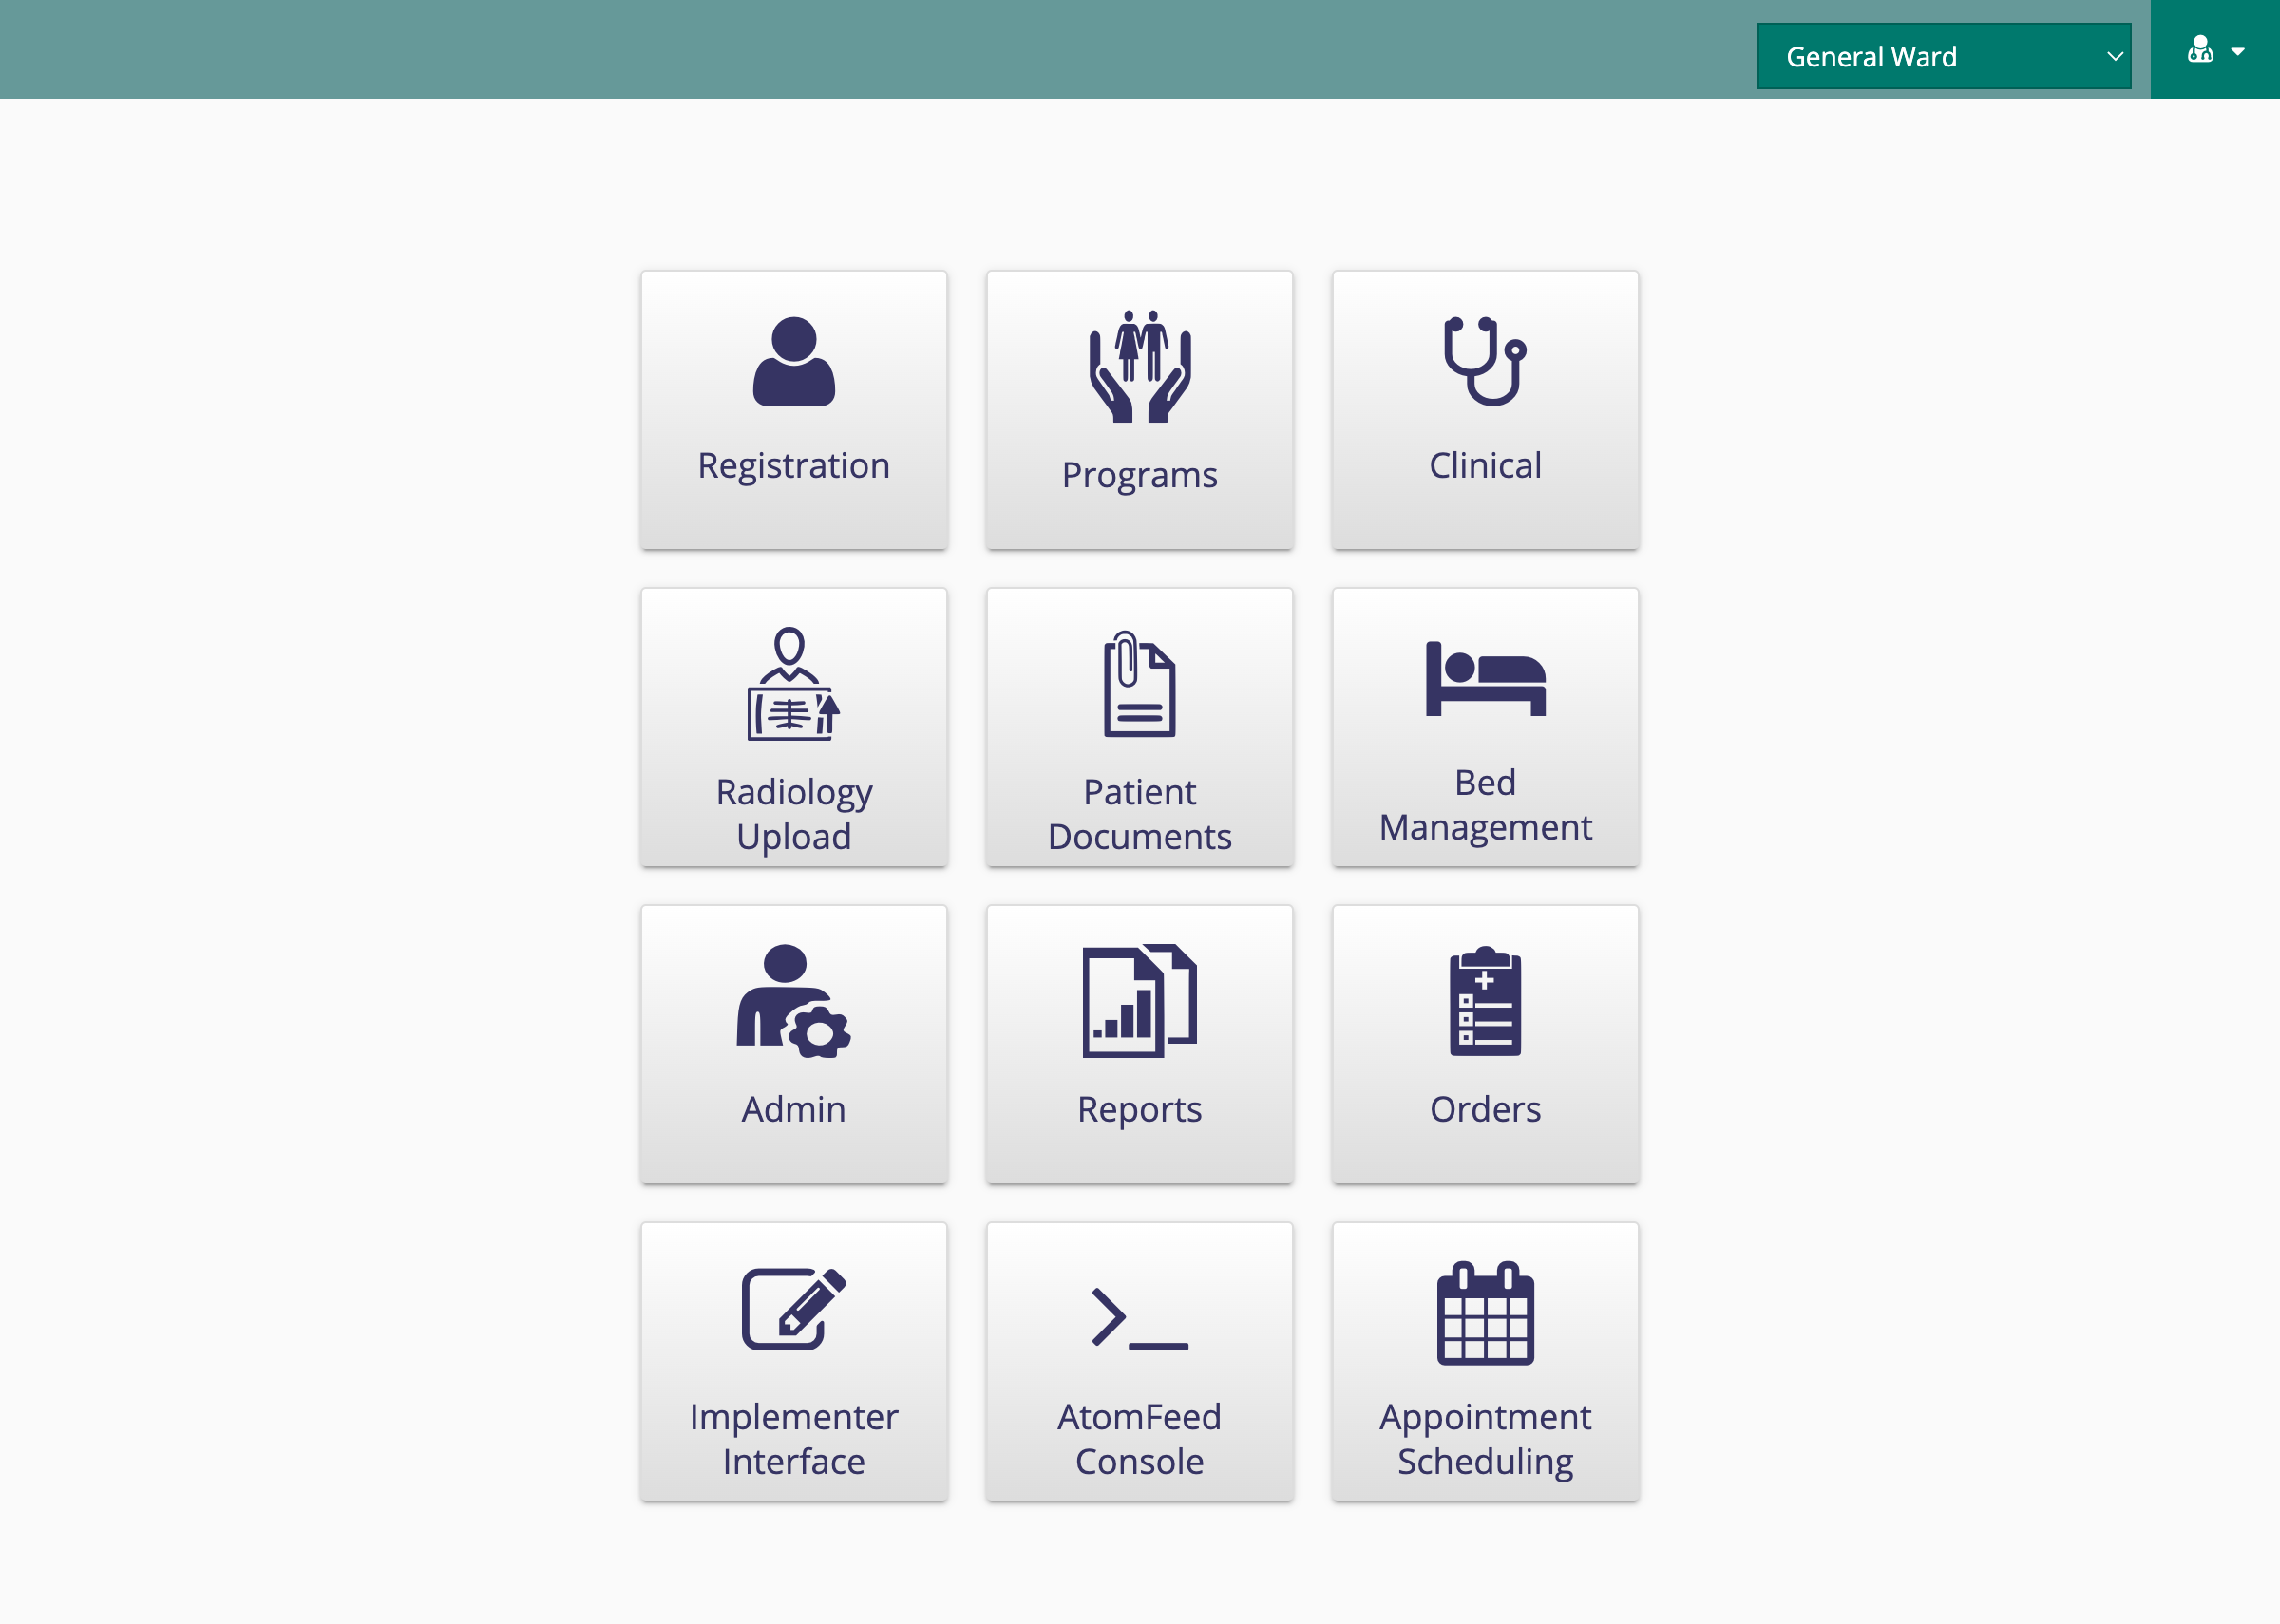 General Ward
Registration
Programs
Clinical
Radiology
Upload
Patient
Documents
Bed
Management
Admin
Reports
Orders
Implementer
Interface
AtomFeed
Console
Appointment
Scheduling